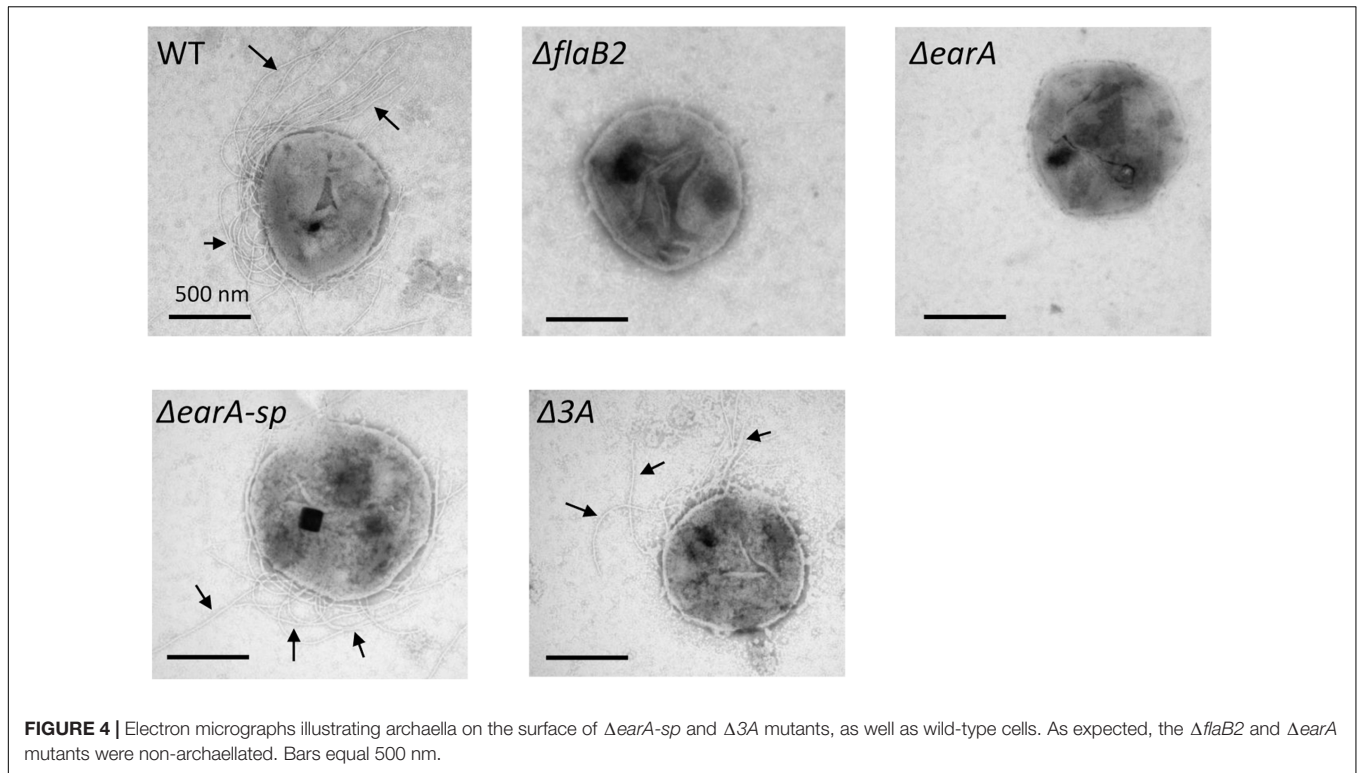 WT
ΔflaB2
ΔearA
500 nm
ΔearA-sp
Δ3A
FIGURE 4 | Electron micrographs illustrating archaella on the surface of ΔearA-sp and Δ3A mutants, as well as wild-type cells. As expected, the ΔflaB2 and ΔearA
mutants were non-archaellated. Bars equal 500 nm.